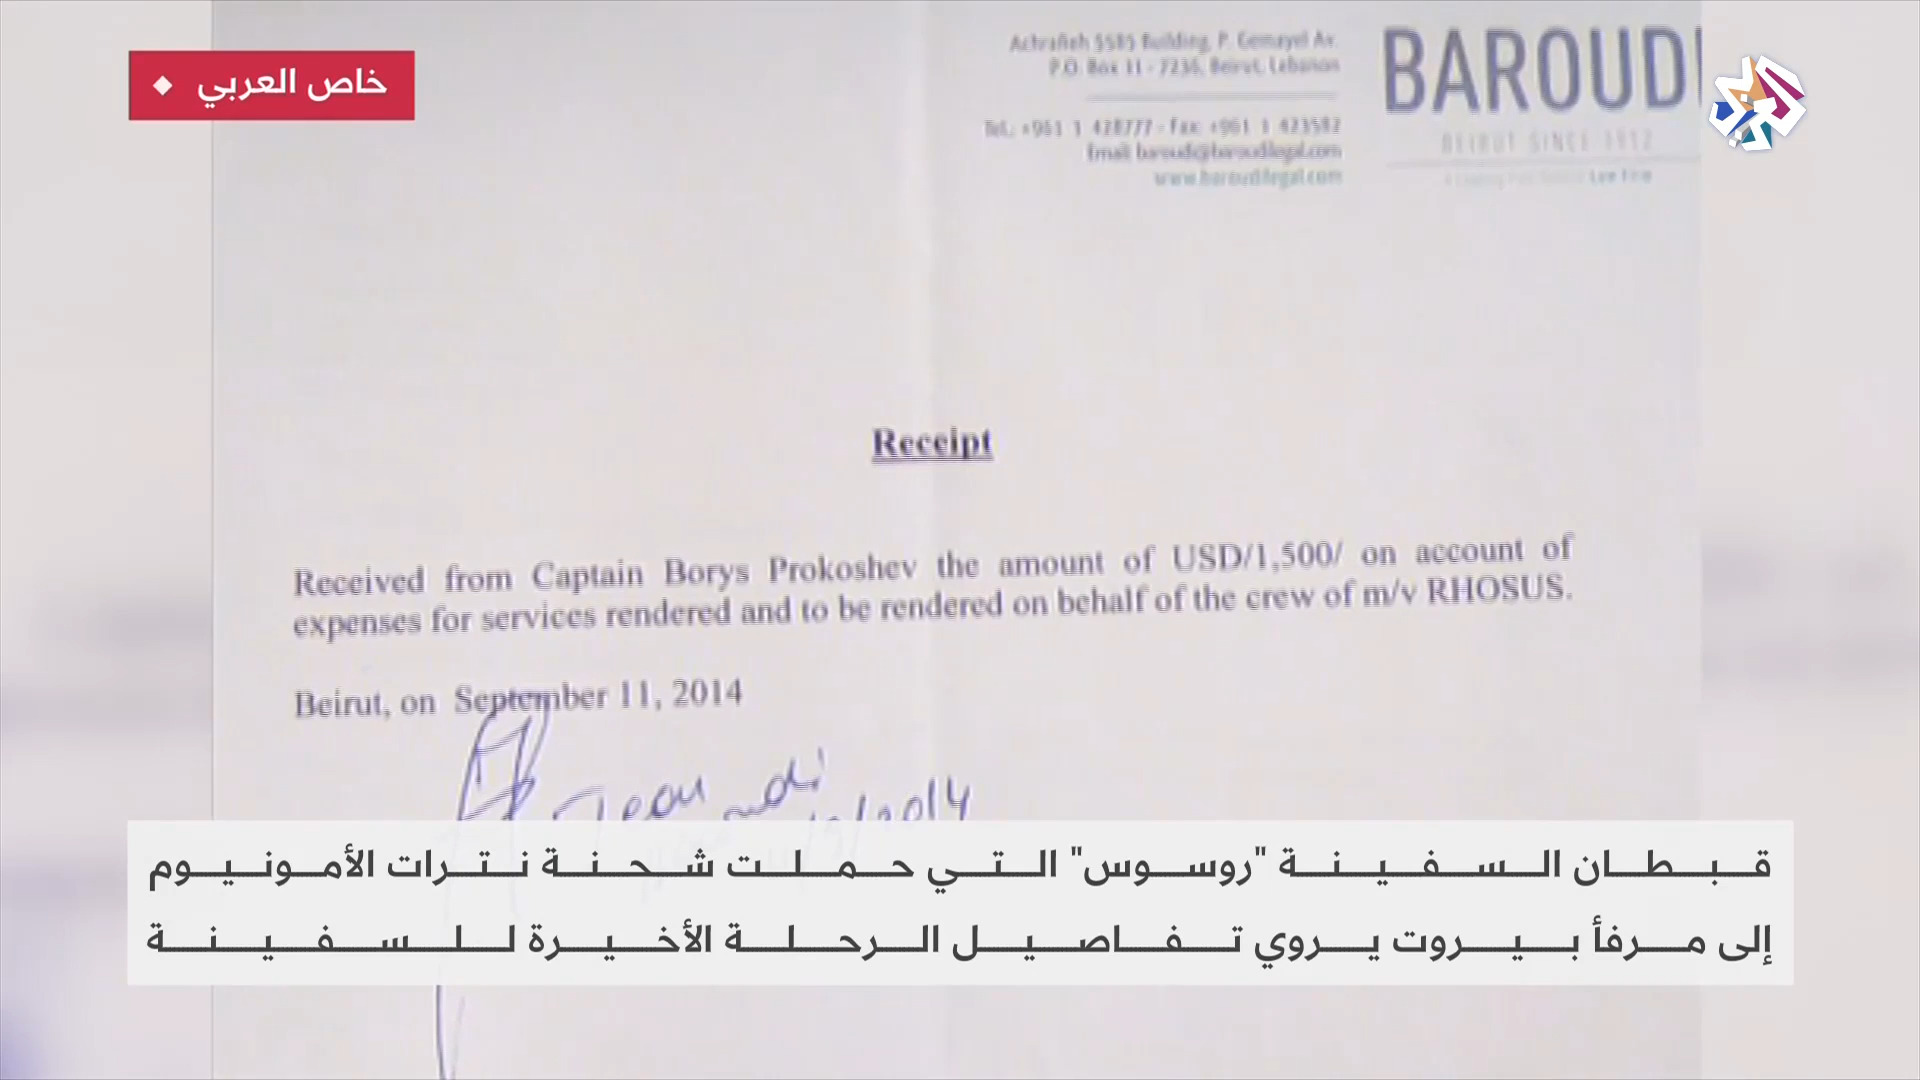 خاص العربي
Achrafieh 5585 Building, P. Gemayel Av.
P.O. Box 11 - 7235, Beirut, Lebanon
Tel.: +961 1 428777 - Fax: +961 1 423582
Email: baroudi@baroudilegal.com
www.baroudilegal.com
BAROUDI
BEIRUT SINCE 1912
Law Firm
Receipt
Received from Captain Borys Prokoshev the amount of USD/1,500/ on account of
expenses for services rendered and to be rendered on behalf of the crew of m/v RHOSUS.
Beirut, on September 11, 2014
قبطان السفينة "روسوس" التي حملت شحنة نترات الأمونيوم
إلى مرفأ بيروت يروي تفاصيل الرحلة الأخيرة للسفينة